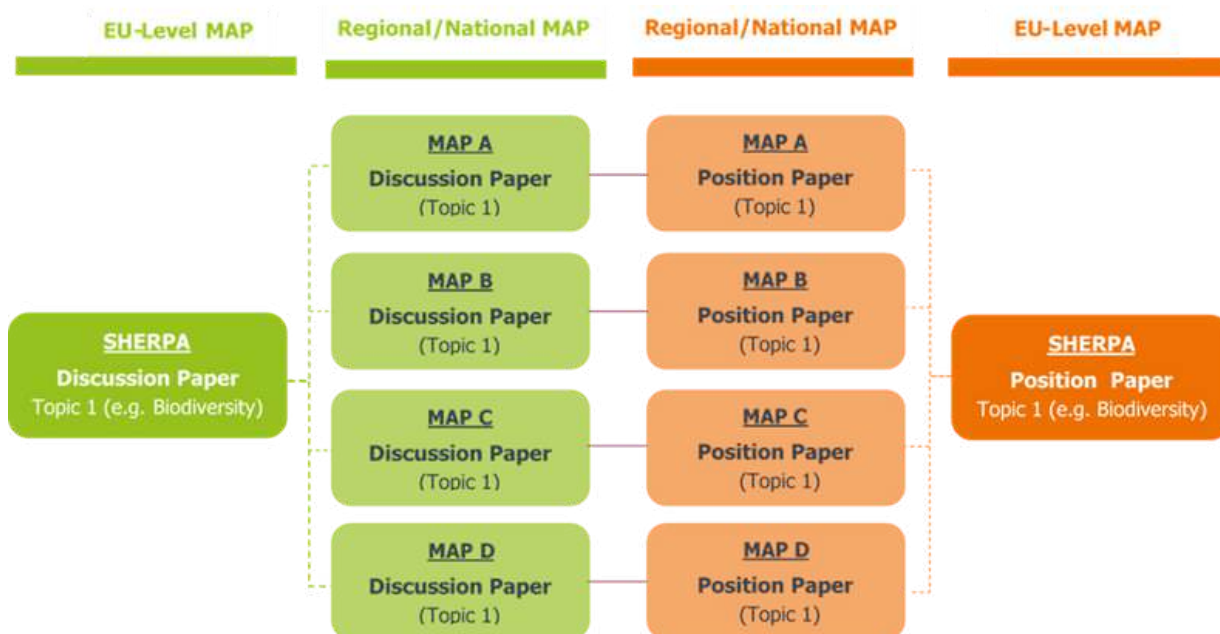 EU-Level MAP
Regional/National MAP
Regional/National MAP
EU-Level MAP
SHERPA
Discussion Paper
Topic 1 (e.g. Biodiversity)
MAP A
Discussion Paper
(Topic 1)
MAP B
Discussion Paper
(Topic 1)
MAP C
Discussion Paper
(Topic 1)
MAP D
Discussion Paper
(Topic 1)
MAP A
Position Paper
(Topic 1)
MAP B
Position Paper
(Topic 1)
MAP C
Position Paper
(Topic 1)
MAP D
Position Paper
(Topic 1)
SHERPA
Position Paper
Topic 1 (e.g. Biodiversity)